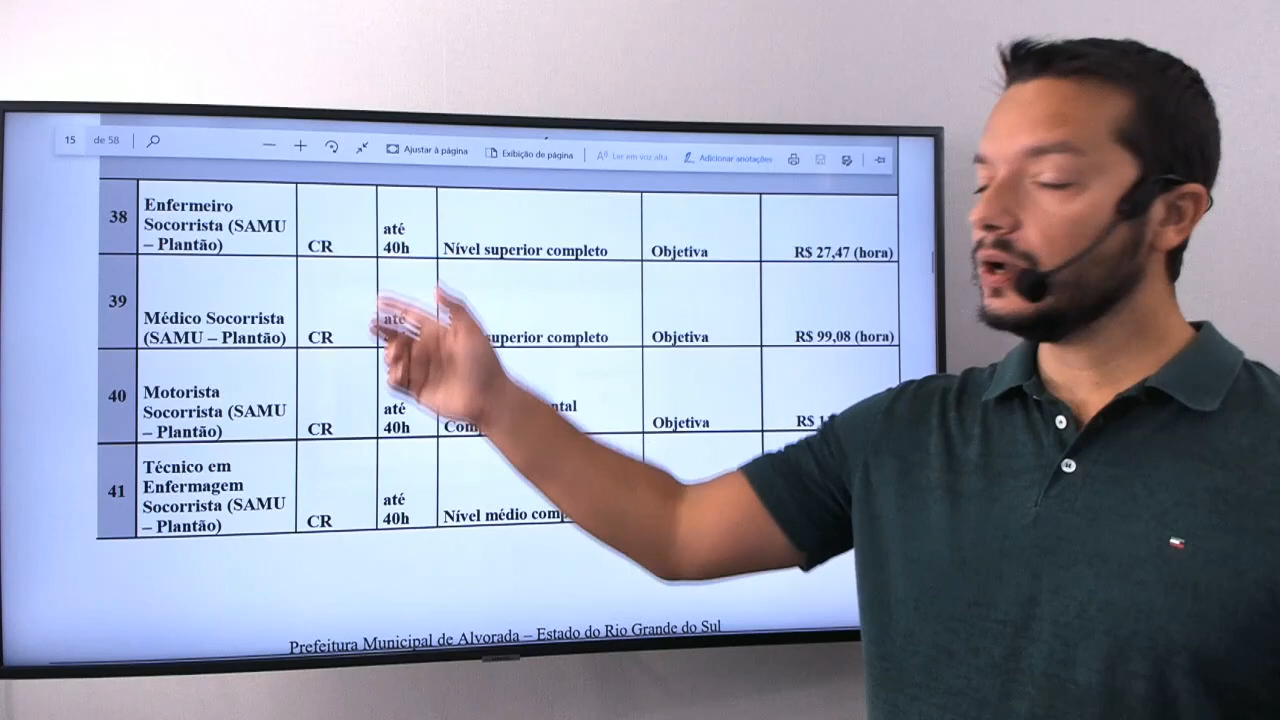 15 de 58 Ajustar à página Exibição de página Ler em voz alta Adicionar anotações
38 Enfermeiro Socorrista (SAMU – Plantão) CR até 40h Nível superior completo Objetiva R$ 27,47 (hora)
39 Médico Socorrista (SAMU – Plantão) CR até superior completo Objetiva R$ 99,08 (hora)
40 Motorista Socorrista (SAMU – Plantão) CR até 40h Objetiva R$
41 Técnico em Enfermagem Socorrista (SAMU – Plantão) CR até 40h Nível médio
Prefeitura Municipal de Alvorada – Estado do Rio Grande do Sul